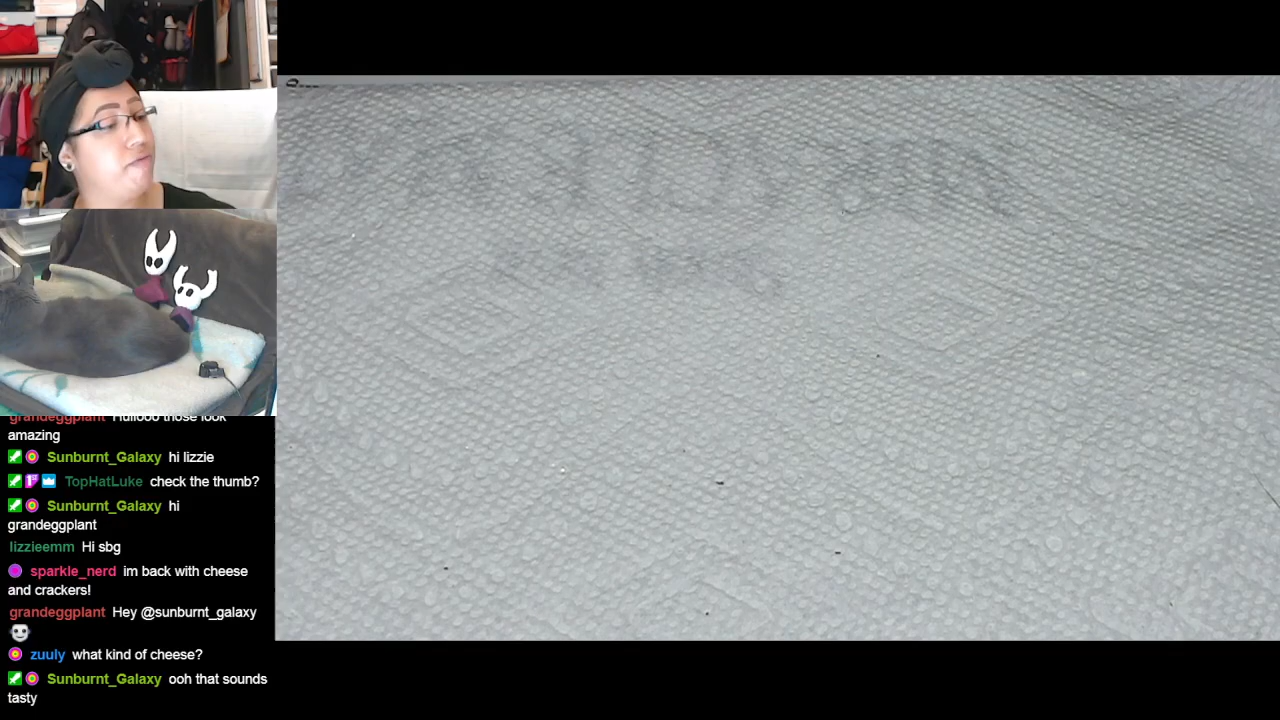 grandeggplant Hullooo those look
amazing
Sunburnt_Galaxy hi lizzie
TopHatLuke check the thumb?
Sunburnt_Galaxy hi
grandeggplant
lizzieemm Hi sbg
sparkle_nerd im back with cheese
and crackers!
grandeggplant Hey @sunburnt_galaxy
zuuly what kind of cheese?
Sunburnt_Galaxy ooh that sounds
tasty